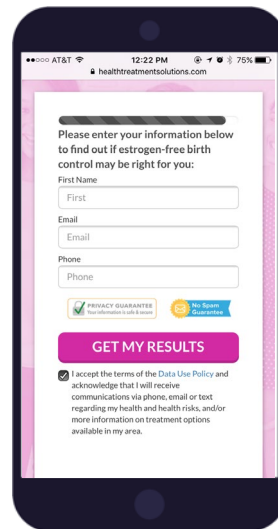 AT&T 12:22 PM 75%
healthtreatmentsolutions.com
Please enter your information below
to find out if estrogen-free birth
control may be right for you:
First Name
First
Email
Email
Phone
Phone
PRIVACY GUARANTEE
Your information is safe & secure
No Spam
Guarantee
GET MY RESULTS
I accept the terms of the Data Use Policy and
acknowledge that I will receive
communications via phone, email or text
regarding my health and health risks, and/or
more information on treatment options
available in my area.